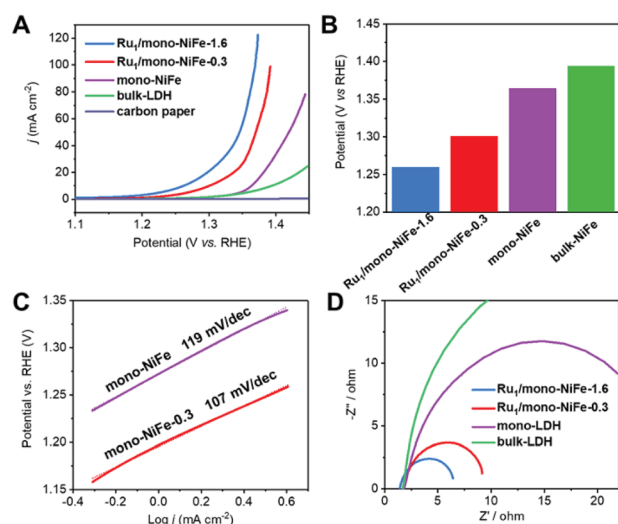 A
Ru₁/mono-NiFe-1.6
Ru₁/mono-NiFe-0.3
mono-NiFe
bulk-LDH
carbon paper
j (mA cm⁻²)
120
100
80
60
40
20
0
1.1 1.2 1.3 1.4
Potential (V vs. RHE)
B
Potential (V vs RHE)
1.45
1.40
1.35
1.30
1.25
1.20
Ru₁/mono-NiFe-1.6
Ru₁/mono-NiFe-0.3
mono-NiFe
bulk-NiFe
C
Potential vs. RHE (V)
1.35
1.30
1.25
1.20
1.15
mono-NiFe 119 mV/dec
mono-NiFe-0.3 107 mV/dec
-0.4 -0.2 0.0 0.2 0.4 0.6
Log j (mA cm⁻²)
D
-Z" / ohm
15
10
5
0
Ru₁/mono-NiFe-1.6
Ru₁/mono-NiFe-0.3
mono-LDH
bulk-LDH
0 5 10 15 20
Z' / ohm